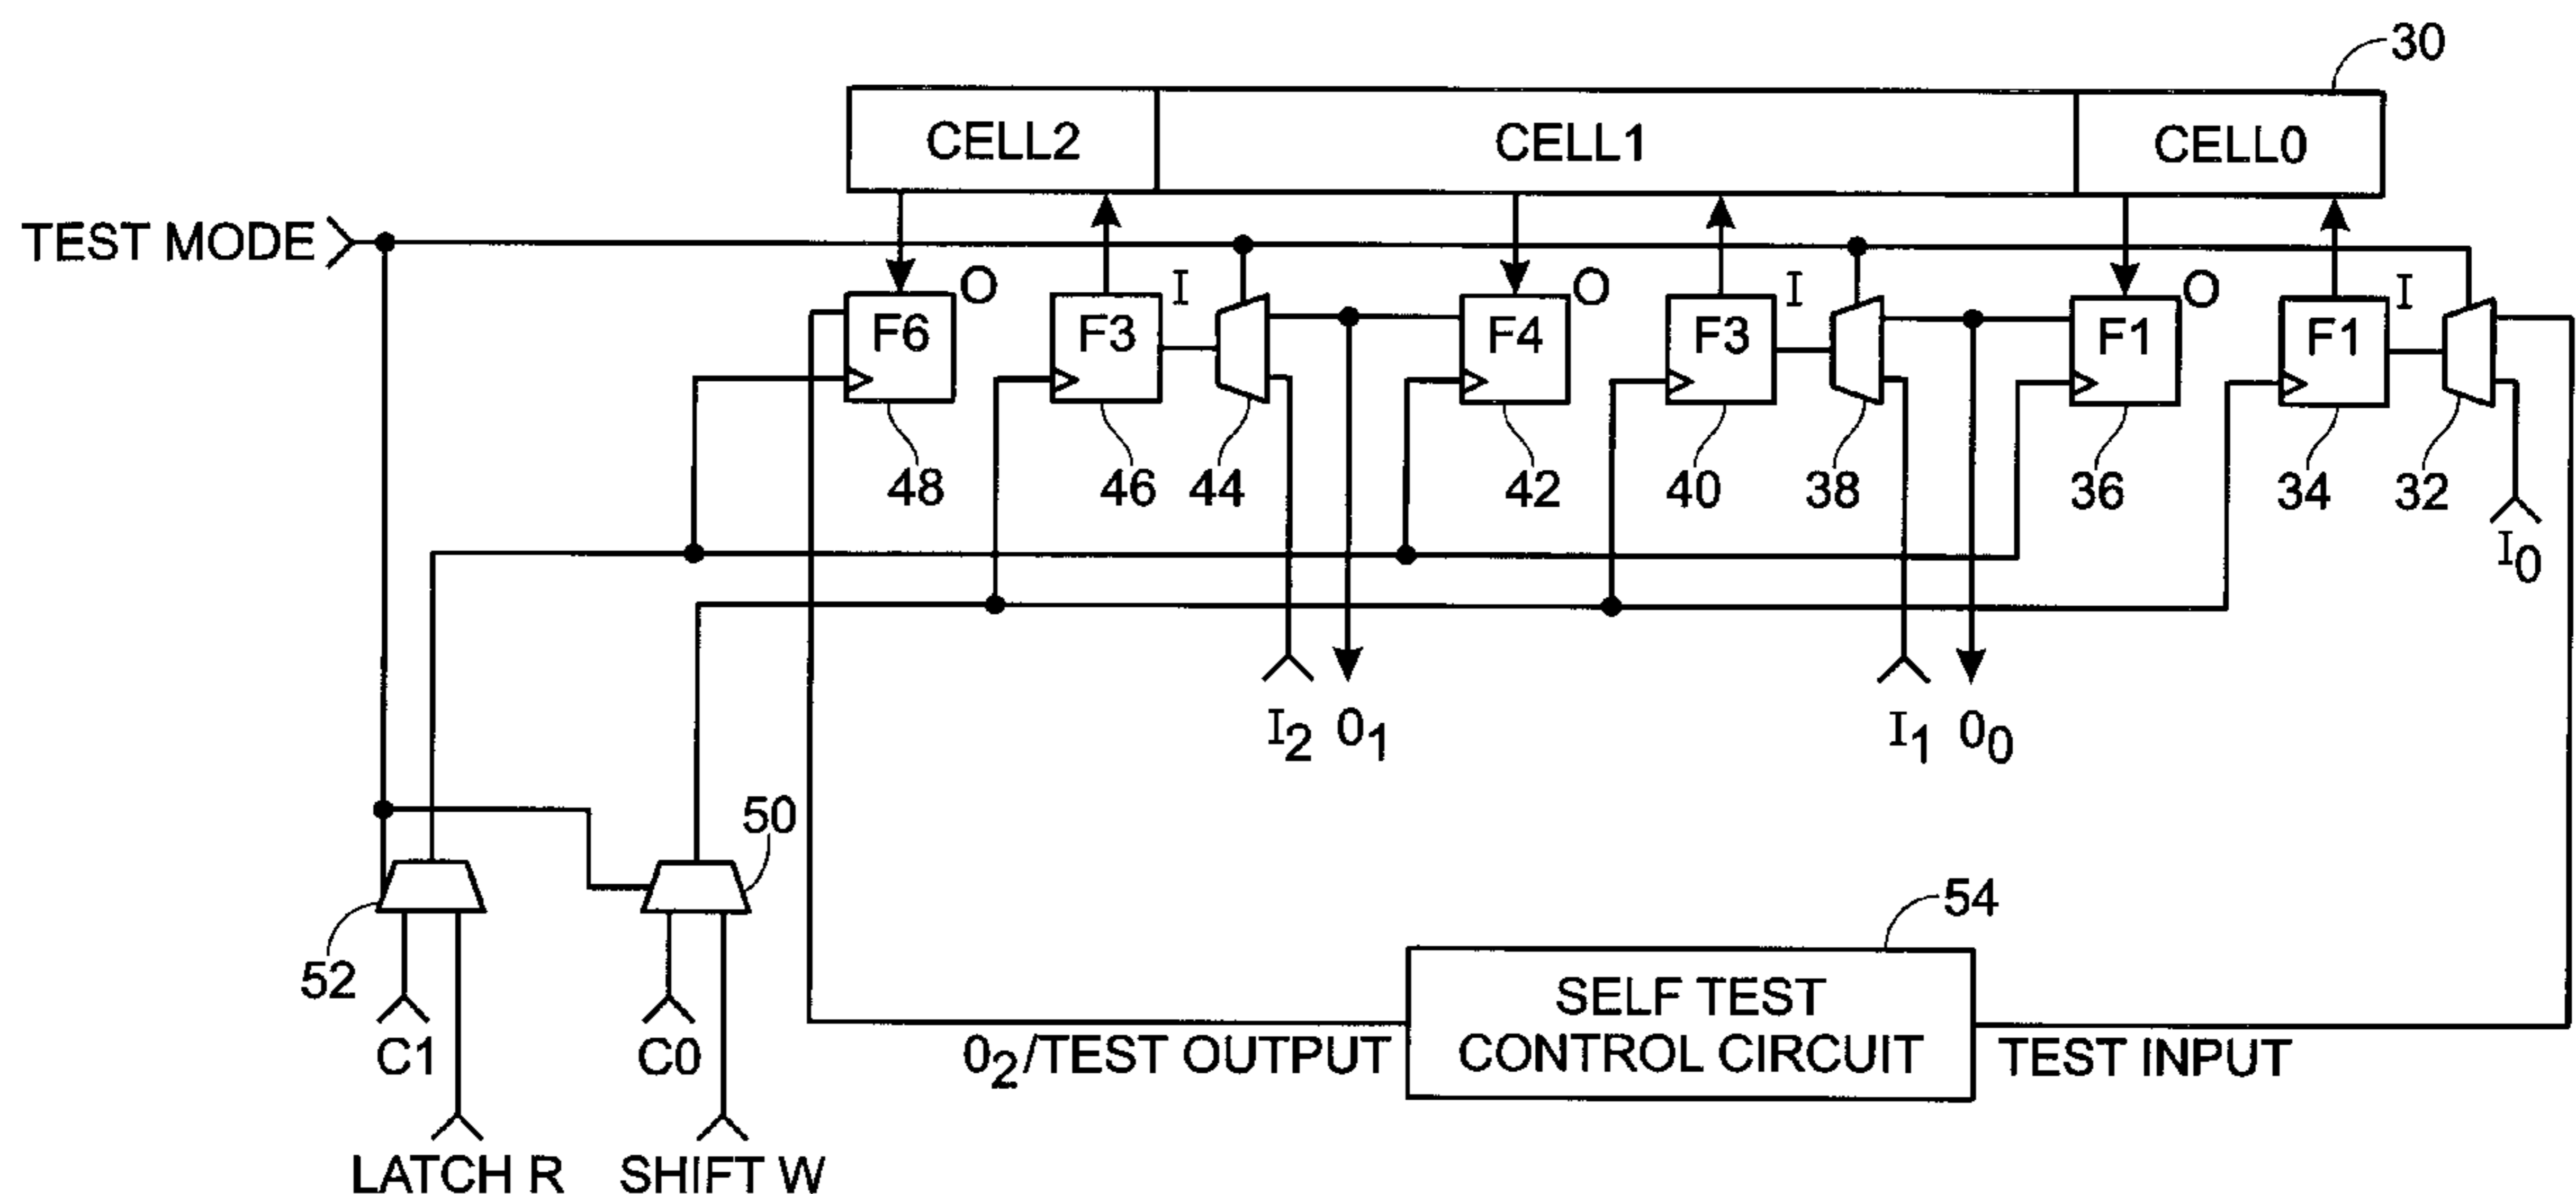 30
CELL2 CELL1 CELL0
TEST MODE
O I O I O I
F6 F3 F4 F3 F1 F1
48 46 44 42 40 38 36 34 32
I0
I2 01 I1 00
50
52
54
C1 C0
02/TEST OUTPUT
SELF TEST
CONTROL CIRCUIT
TEST INPUT
LATCH R SHIFT W